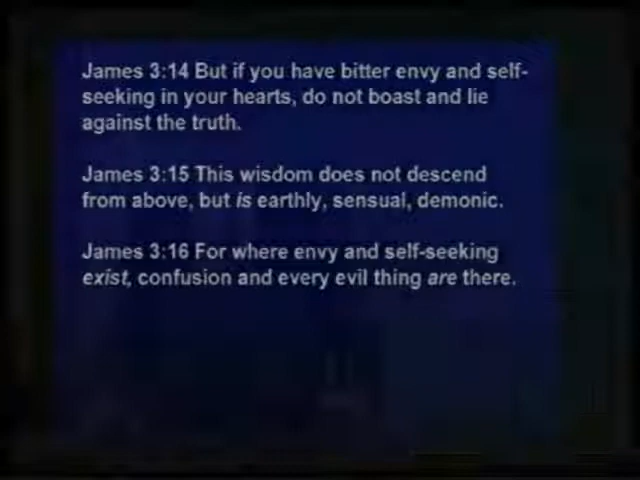 James 3:14 But if you have bitter envy and self-
seeking in your hearts, do not boast and lie
against the truth.
James 3:15 This wisdom does not descend
from above, but is earthly, sensual, demonic.
James 3:16 For where envy and self-seeking
exist, confusion and every evil thing are there.